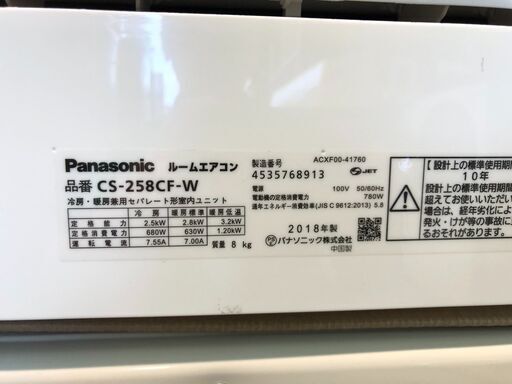 Panasonic ルームエアコン
品番 CS-258CF-W
冷房・暖房兼用セパレート形室内ユニット
冷房 暖房標準 暖房低温
定格能力 2.5kW 2.8kW 3.2kW
定格消費電力 680W 630W 1.20kW
運転電流 7.55A 7.00A
質量 8 kg
ACXF00-41760
製造番号
4535768913
JET
電源 100V 50/60Hz
電動機の定格消費電力 780W
通年エネルギー消費効率(JIS C 9612:2013) 5.8
2018年製
パナソニック株式会社
中国製
設計上の標準使用期間
10年
設計上の標準使用期間
超えてお使いいただい
場合は、経年劣化によ
発火・けが等の事故に